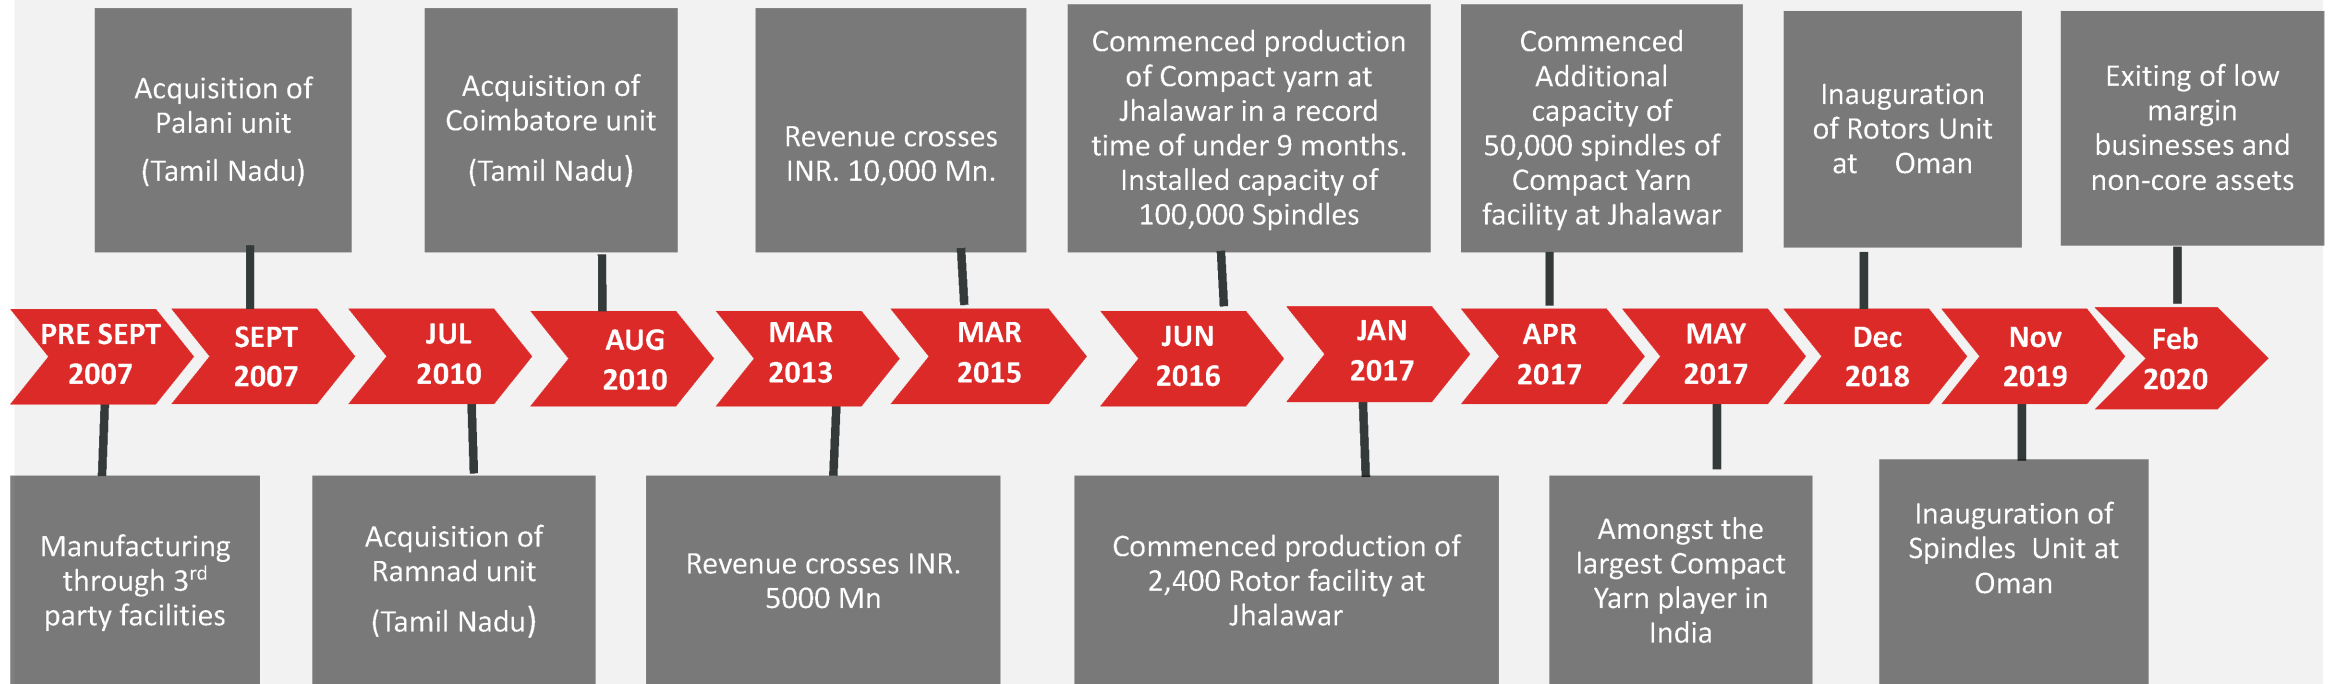 Acquisition of
Palani unit
(Tamil Nadu)
Acquisition of
Coimbatore unit
(Tamil Nadu)
Revenue crosses
INR. 10,000 Mn.
Commenced production
of Compact yarn at
Jhalawar in a record
time of under 9 months.
Installed capacity of
100,000 Spindles
Commenced
Additional
capacity of
50,000 spindles of
Compact Yarn
facility at Jhalawar
Inauguration
of Rotors Unit
at Oman
Exiting of low
margin
businesses and
non-core assets
PRE SEPT
2007
SEPT
2007
JUL
2010
AUG
2010
MAR
2013
MAR
2015
JUN
2016
JAN
2017
APR
2017
MAY
2017
Dec
2018
Nov
2019
Feb
2020
Manufacturing
through 3rd
party facilities
Acquisition of
Ramnad unit
(Tamil Nadu)
Revenue crosses INR.
5000 Mn
Commenced production of
2,400 Rotor facility at
Jhalawar
Amongst the
largest Compact
Yarn player in
India
Inauguration of
Spindles Unit at
Oman